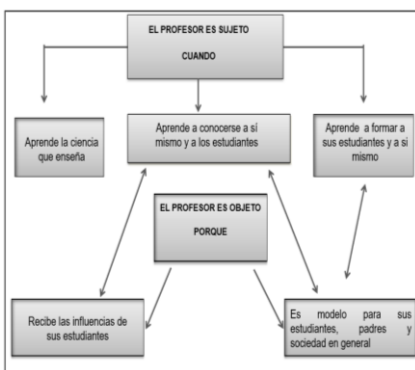 EL PROFESOR ES SUJETO
CUANDO
Aprende la ciencia
que enseña
Aprende a conocerse a sí
mismo y a los estudiantes
Aprende a formar a
sus estudiantes y a si
mismo
EL PROFESOR ES OBJETO
PORQUE
Recibe las influencias de
sus estudiantes
Es modelo para sus
estudiantes, padres y
sociedad en general